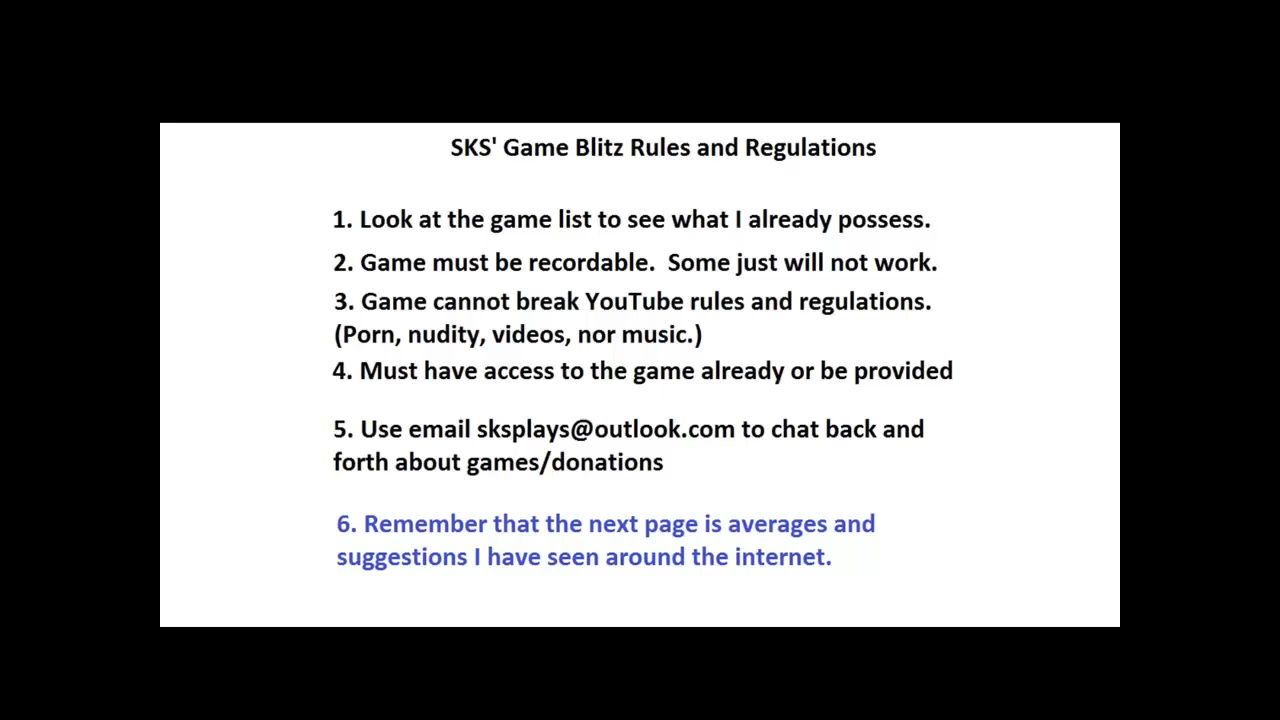 SKS' Game Blitz Rules and Regulations
1. Look at the game list to see what I already possess.
2. Game must be recordable.  Some just will not work.
3. Game cannot break YouTube rules and regulations.
(Porn, nudity, videos, nor music.)
4. Must have access to the game already or be provided
5. Use email sksplays@outlook.com to chat back and
forth about games/donations
6. Remember that the next page is averages and
suggestions I have seen around the internet.